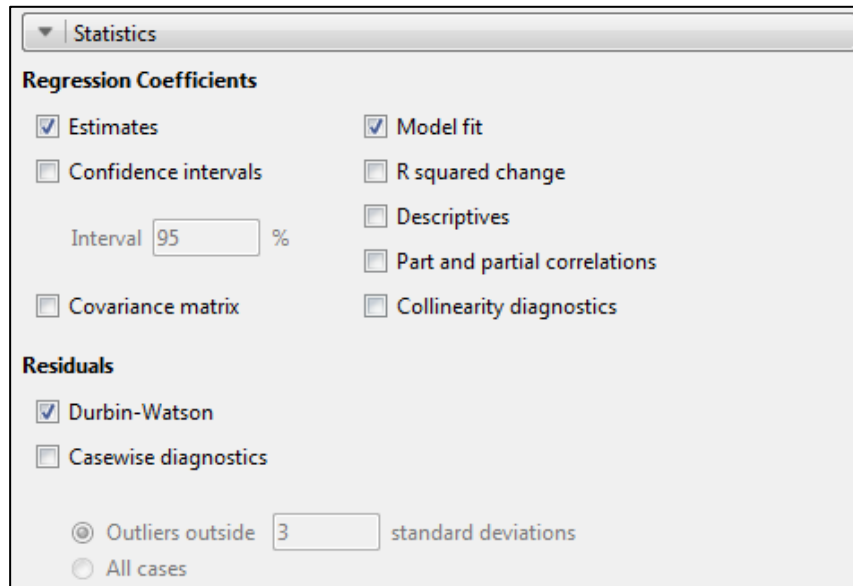 Statistics
Regression Coefficients
Estimates
Model fit
Confidence intervals
R squared change
Descriptives
Interval 95 %
Part and partial correlations
Covariance matrix
Collinearity diagnostics
Residuals
Durbin-Watson
Casewise diagnostics
Outliers outside 3 standard deviations
All cases